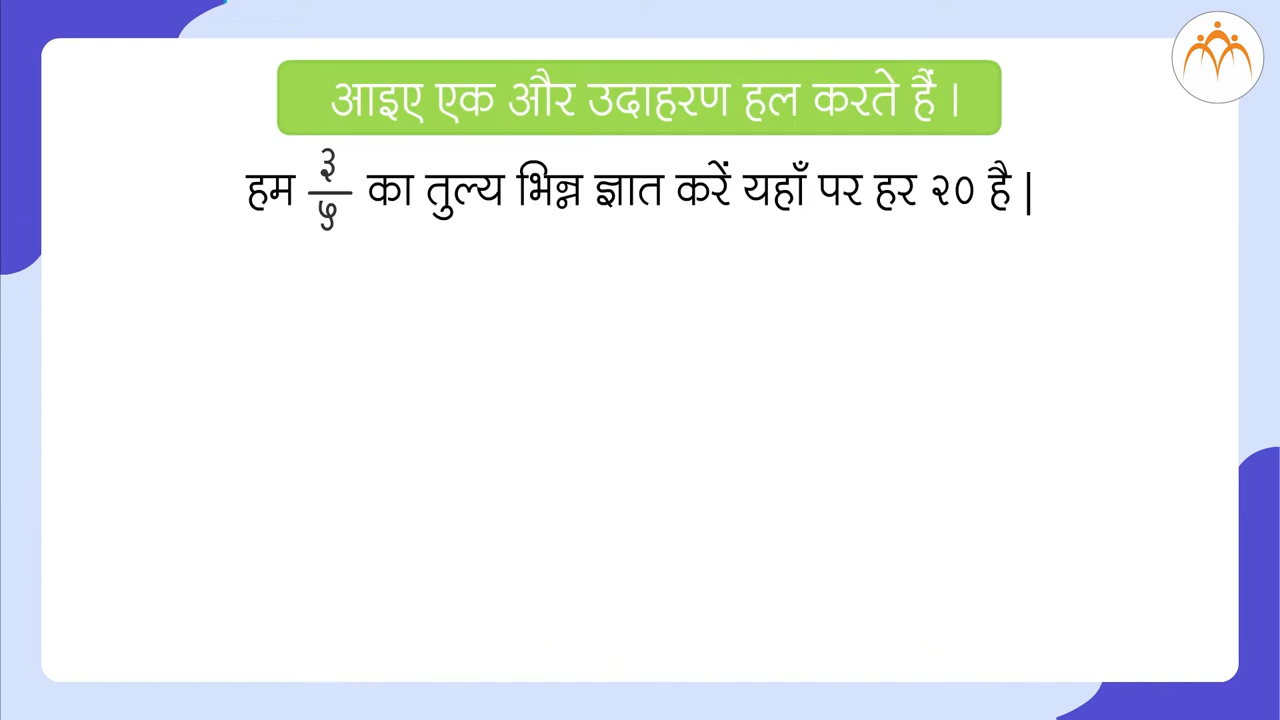 आइए एक और उदाहरण हल करते हैं ।
हम ३/५ का तुल्य भिन्न ज्ञात करें यहाँ पर हर २० है |